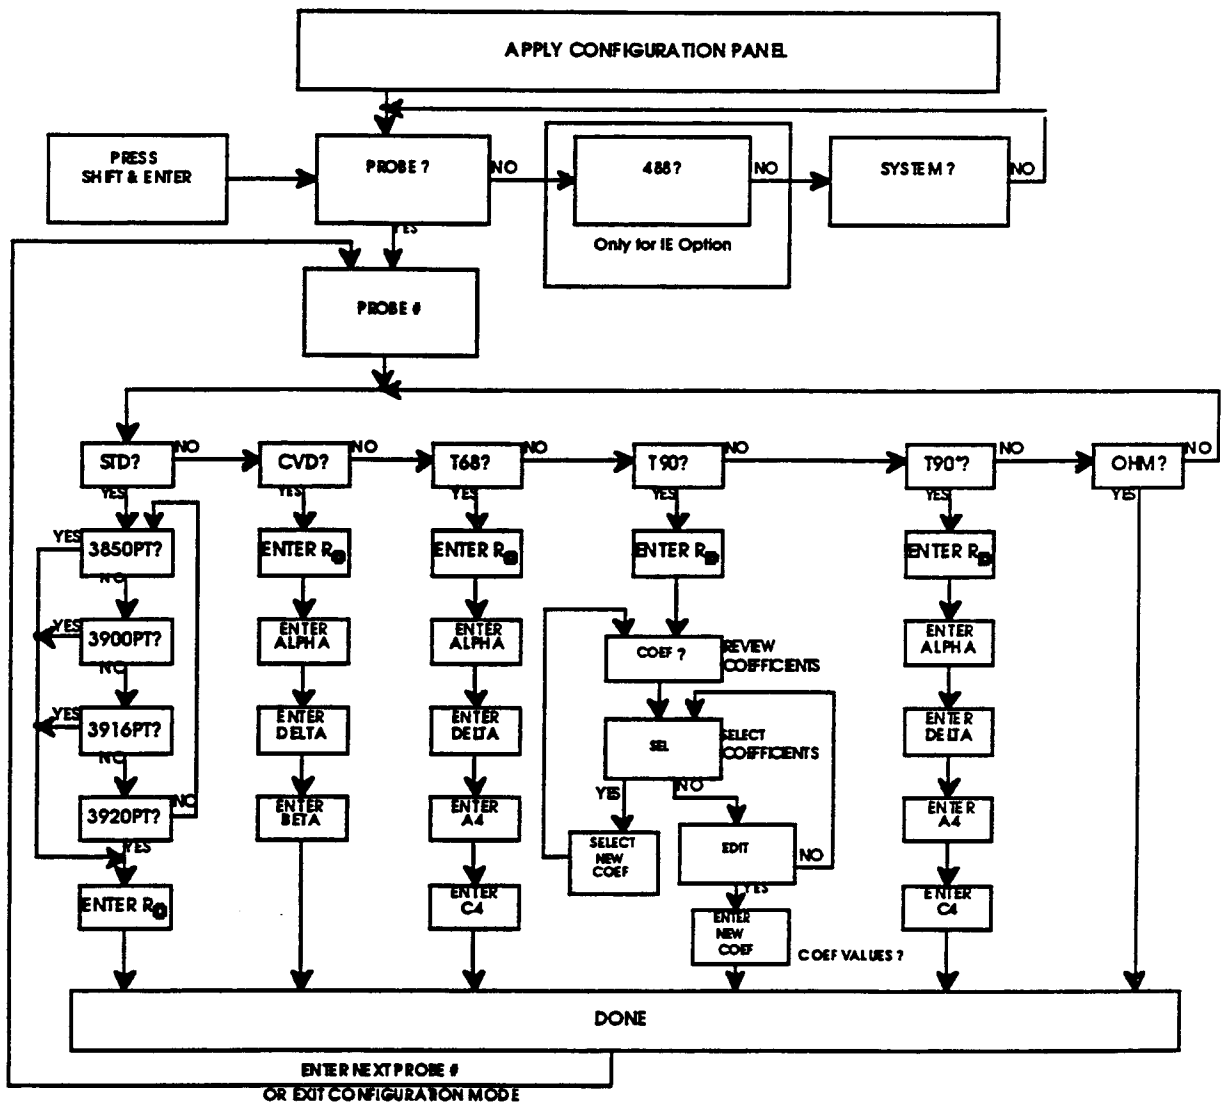 APPLY CONFIGURATION PANEL
PRESS
SHIFT & ENTER
PROBE ?
NO
488?
NO
SYSTEM ?
NO
Only for IE Option
YES
PROBE #
STD?
NO
CVD?
NO
T68?
NO
T90?
NO
T90*?
NO
OHM ?
NO
YES
YES
YES
YES
YES
YES
YES
3850PT?
NO
ENTER R
ENTER R
ENTER R
ENTER R
YES
3900PT?
NO
ENTER
ALPHA
ENTER
ALPHA
COEF ?
REVIEW
COEFFICIENTS
ENTER
ALPHA
YES
3916PT?
NO
ENTER
DELTA
ENTER
DELTA
SEL
SELECT
COEFFICIENTS
ENTER
DELTA
YES
NO
3920PT?
NO
YES
ENTER
BETA
ENTER
A4
SELECT
NEW
COEF
EDIT
NO
YES
ENTER
A4
ENTER R
ENTER
C4
ENTER
NEW
COEF
COEF VALUES ?
ENTER
C4
DONE
ENTER NEXT PROBE #
OR EXIT CONFIGURATION MODE